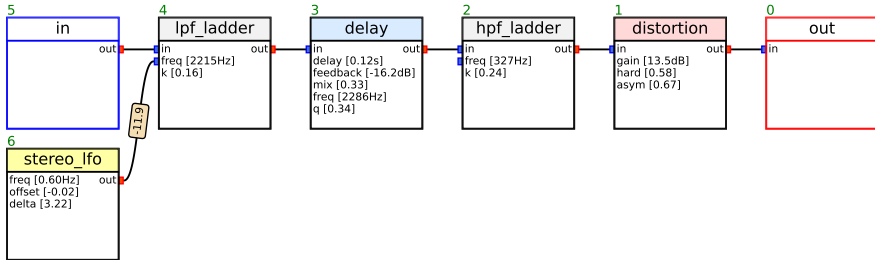 5
in
out
4
lpf_ladder
in
out
freq [2215Hz]
k [0.16]
3
delay
in
out
delay [0.12s]
feedback [-16.2dB]
mix [0.33]
freq [2286Hz]
q [0.34]
2
hpf_ladder
in
out
freq [327Hz]
k [0.24]
1
distortion
in
out
gain [13.5dB]
hard [0.58]
asym [0.67]
0
out
in
-11.9
6
stereo_lfo
freq [0.60Hz]
out
offset [-0.02]
delta [3.22]